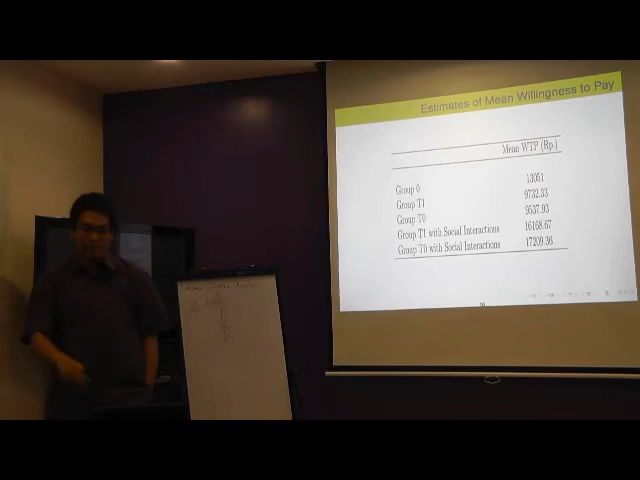 Estimates of Mean Willingness to Pay
Mean WTP (Rp.)
Group 0 13051
Group T1 9732.33
Group T0 9537.93
Group T1 with Social Interactions 16168.67
Group T0 with Social Interactions 17209.36